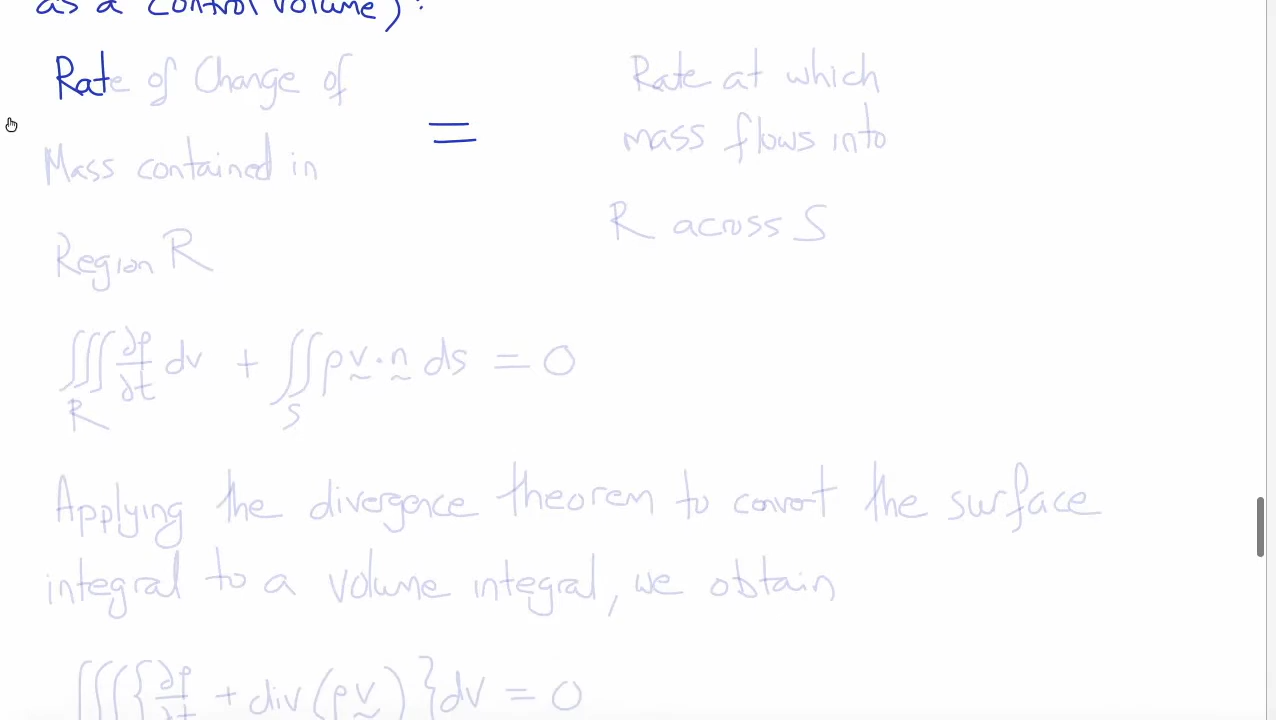 as a Control Volume):
Rate of Change of
Mass contained in
Region R
=
Rate at which
mass flows into
R across S
∭_R ∂ρ/∂t dv + ∬_S ρ v · n ds = 0
Applying the divergence theorem to convert the surface
integral to a volume integral, we obtain
∭{∂ρ/∂t + div(ρv)}dv = 0